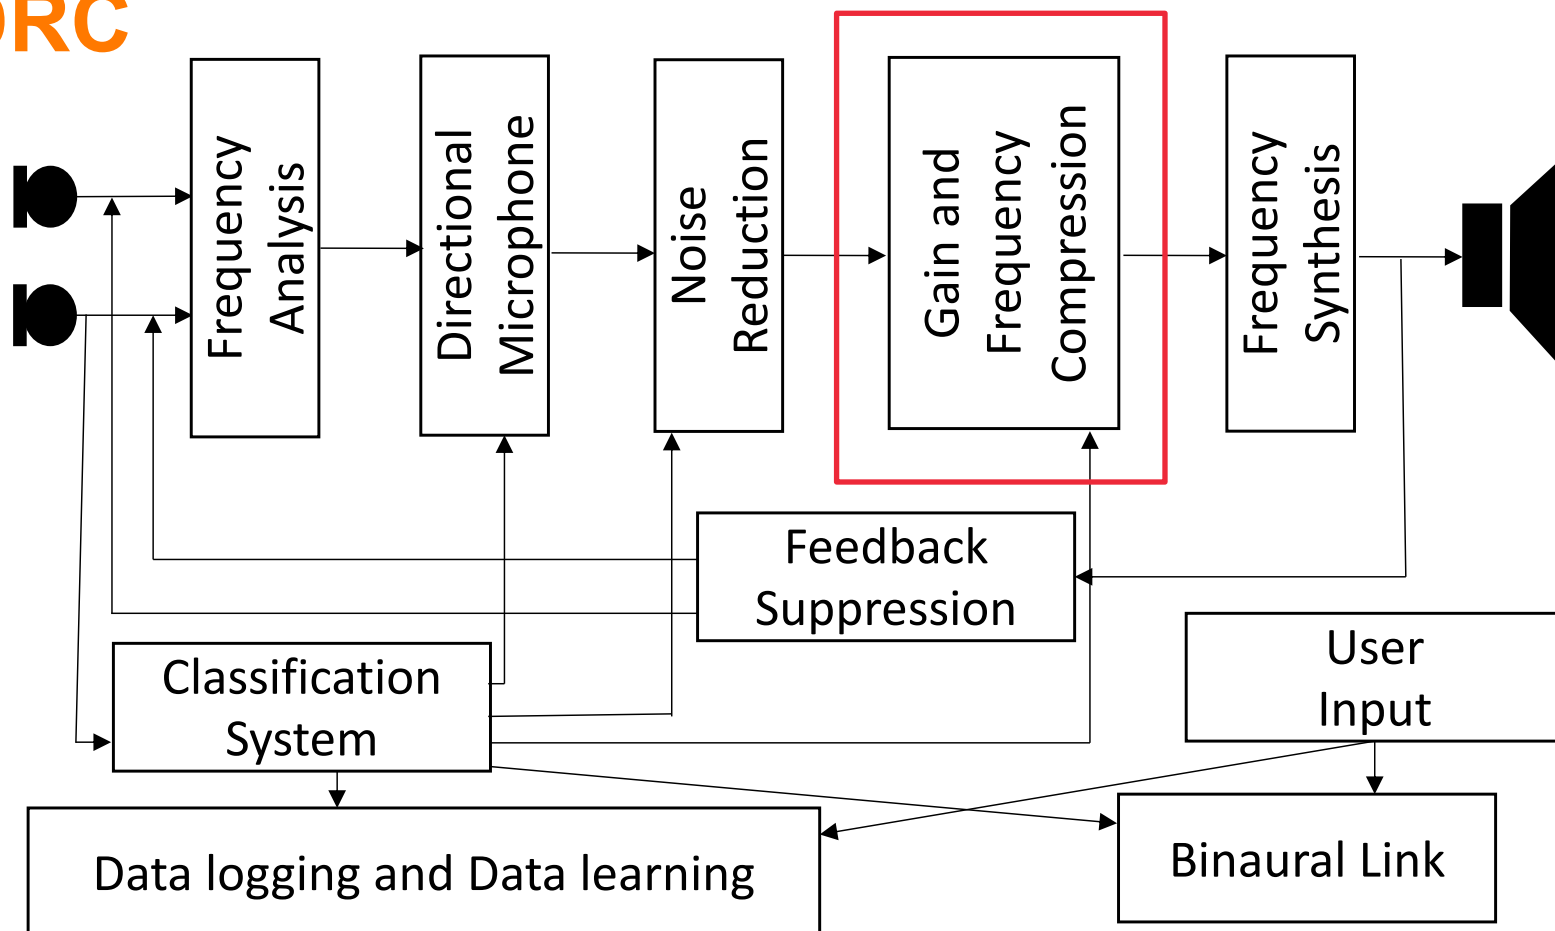 DRC
Frequency
Analysis
Directional
Microphone
Noise
Reduction
Gain and
Frequency
Compression
Frequency
Synthesis
Feedback
Suppression
Classification
System
User
Input
Data logging and Data learning
Binaural Link